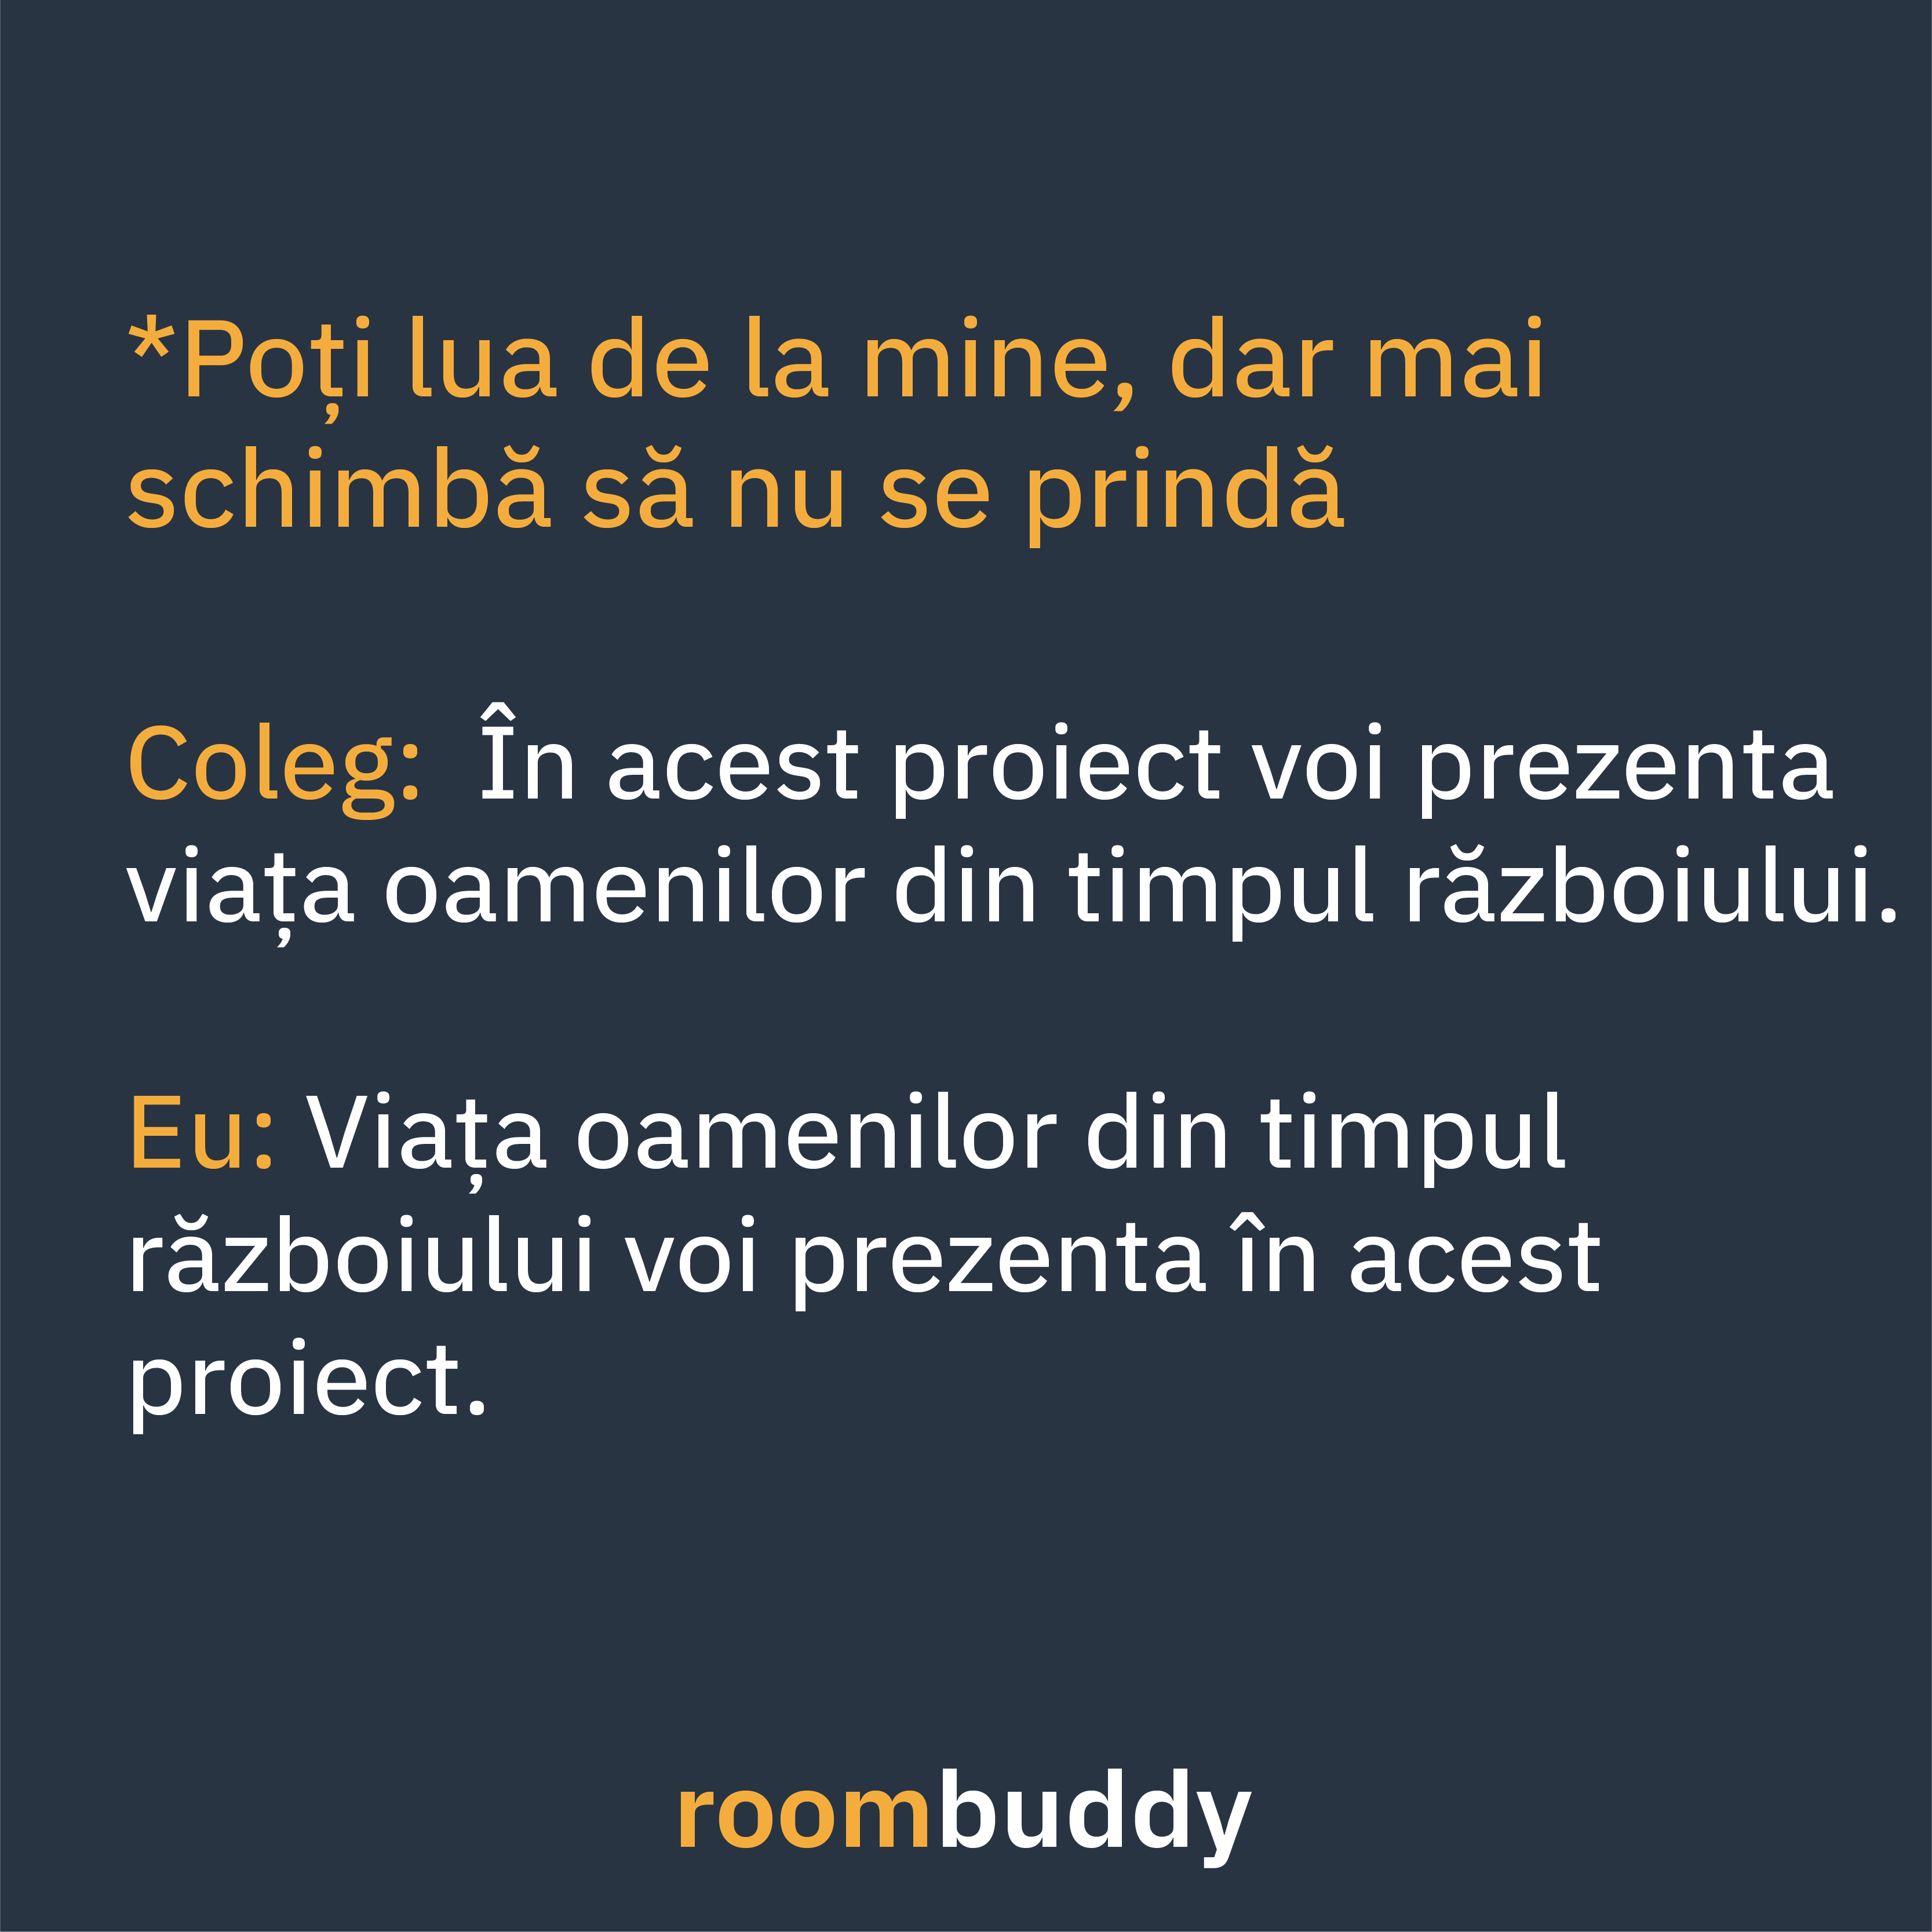 *Poți lua de la mine, dar mai
schimbă să nu se prindă
Coleg: În acest proiect voi prezenta
viața oamenilor din timpul războiului.
Eu: Viața oamenilor din timpul
războiului voi prezenta în acest
proiect.
roombuddy